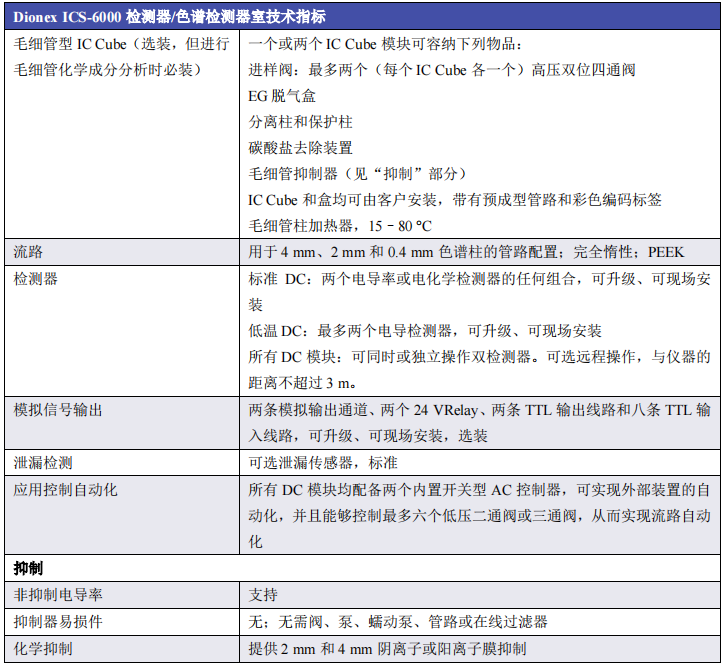 Dionex ICS-6000 检测器/色谱检测器室技术指标
毛细管型 IC Cube（选装，但进行
毛细管化学成分分析时必装）
一个或两个 IC Cube 模块可容纳下列物品：
进样阀：最多两个（每个 IC Cube 各一个）高压双位四通阀
EG 脱气盒
分离柱和保护柱
碳酸盐去除装置
毛细管抑制器（见“抑制”部分）
IC Cube 和盒均可由客户安装，带有预成型管路和彩色编码标签
毛细管柱加热器，15 - 80 ℃
流路
用于 4 mm、2 mm 和 0.4 mm 色谱柱的管路配置；完全惰性；PEEK
检测器
标准 DC：两个电导率或电化学检测器的任何组合，可升级、可现场安
装
低温 DC：最多两个电导检测器，可升级、可现场安装
所有 DC 模块：可同时或独立操作双检测器。可选远程操作，与仪器的
距离不超过 3 m。
模拟信号输出
两条模拟输出通道、两个 24 VRelay、两条 TTL 输出线路和八条 TTL 输
入线路，可升级、可现场安装，选装
泄漏检测
可选泄漏传感器，标准
应用控制自动化
所有 DC 模块均配备两个内置开关型 AC 控制器，可实现外部装置的自
动化，并且能够控制最多六个低压二通阀或三通阀，从而实现流路自动
化
抑制
非抑制电导率
支持
抑制器易损件
无；无需阀、泵、蠕动泵、管路或在线过滤器
化学抑制
提供 2 mm 和 4 mm 阴离子或阳离子膜抑制